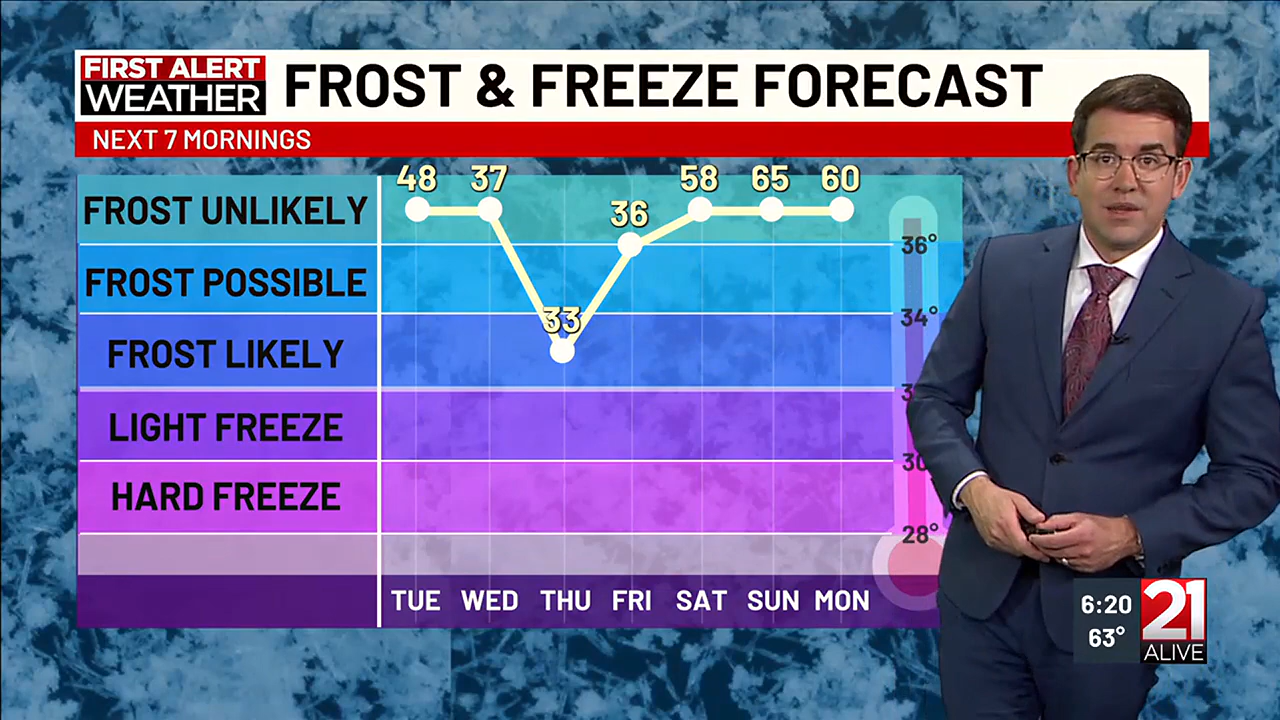 FIRST ALERT
WEATHER
FROST & FREEZE FORECAST
NEXT 7 MORNINGS
48 37 33 36 58 65 60
FROST UNLIKELY
36°
FROST POSSIBLE
34°
FROST LIKELY
LIGHT FREEZE
30
HARD FREEZE
28°
TUE WED THU FRI SAT SUN MON
6:20
63°
21
ALIVE